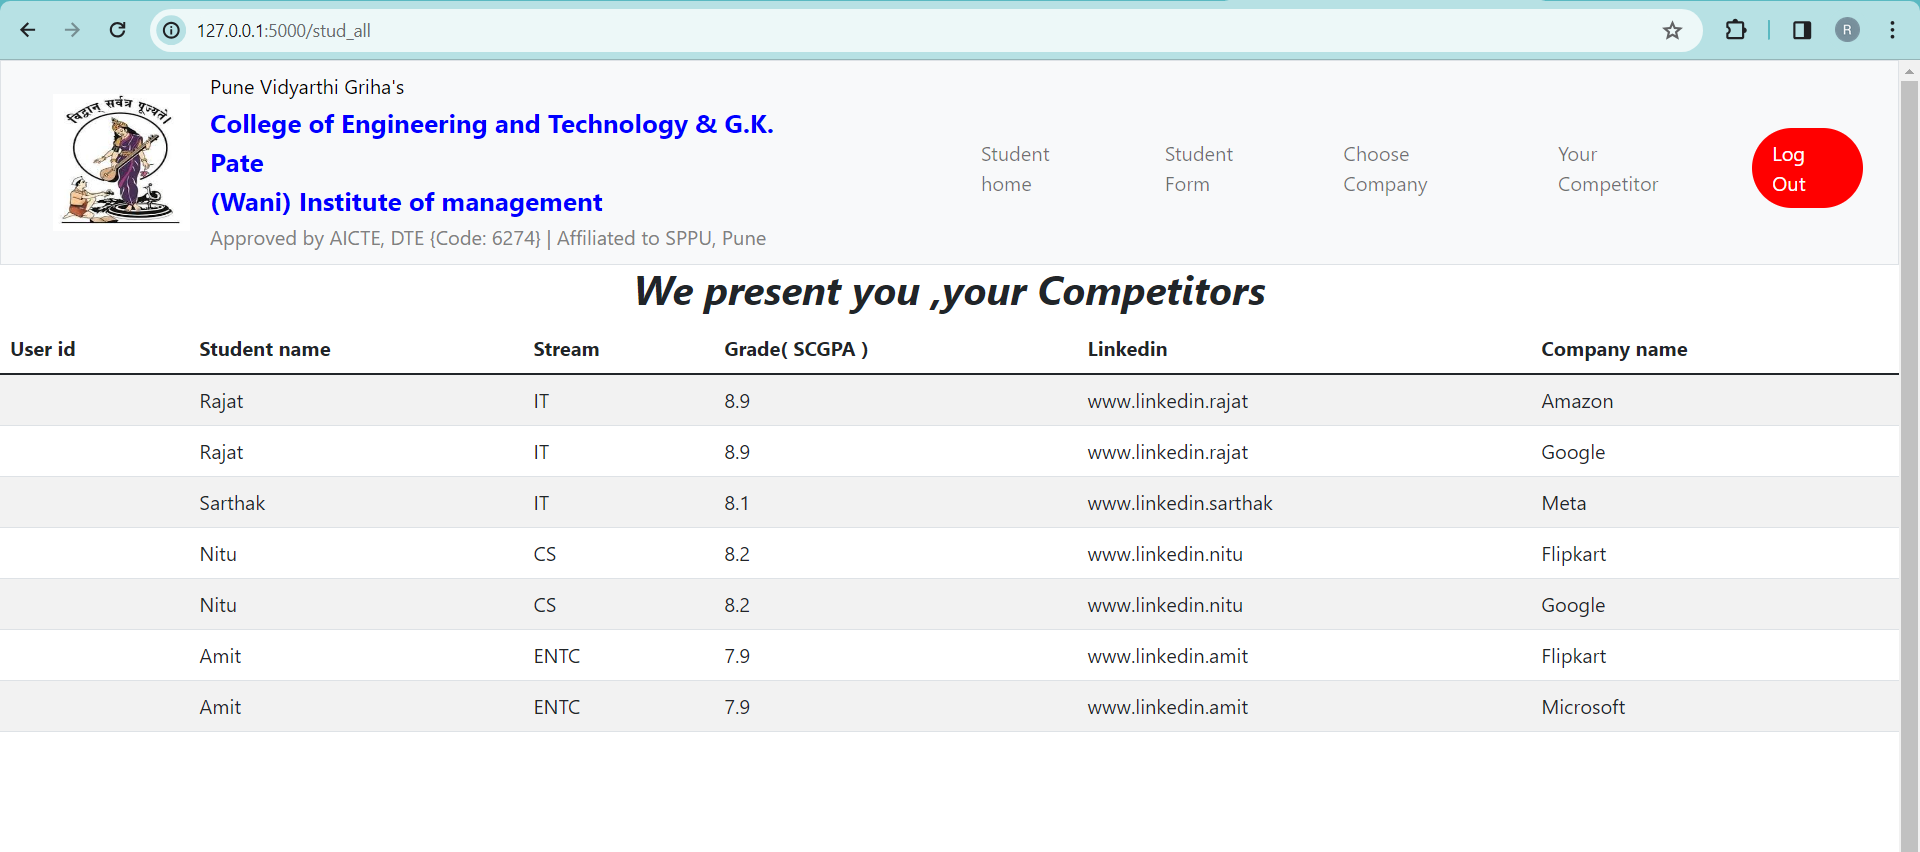 127.0.0.1:5000/stud_all
R
विद्वान् सर्वत्र पूज्यते।
Pune Vidyarthi Griha's
College of Engineering and Technology & G.K.
Pate
(Wani) Institute of management
Approved by AICTE, DTE {Code: 6274} | Affiliated to SPPU, Pune
Student
home
Student
Form
Choose
Company
Your
Competitor
Log
Out
We present you ,your Competitors
User id Student name Stream Grade( SCGPA ) Linkedin Company name
Rajat IT 8.9 www.linkedin.rajat Amazon
Rajat IT 8.9 www.linkedin.rajat Google
Sarthak IT 8.1 www.linkedin.sarthak Meta
Nitu CS 8.2 www.linkedin.nitu Flipkart
Nitu CS 8.2 www.linkedin.nitu Google
Amit ENTC 7.9 www.linkedin.amit Flipkart
Amit ENTC 7.9 www.linkedin.amit Microsoft